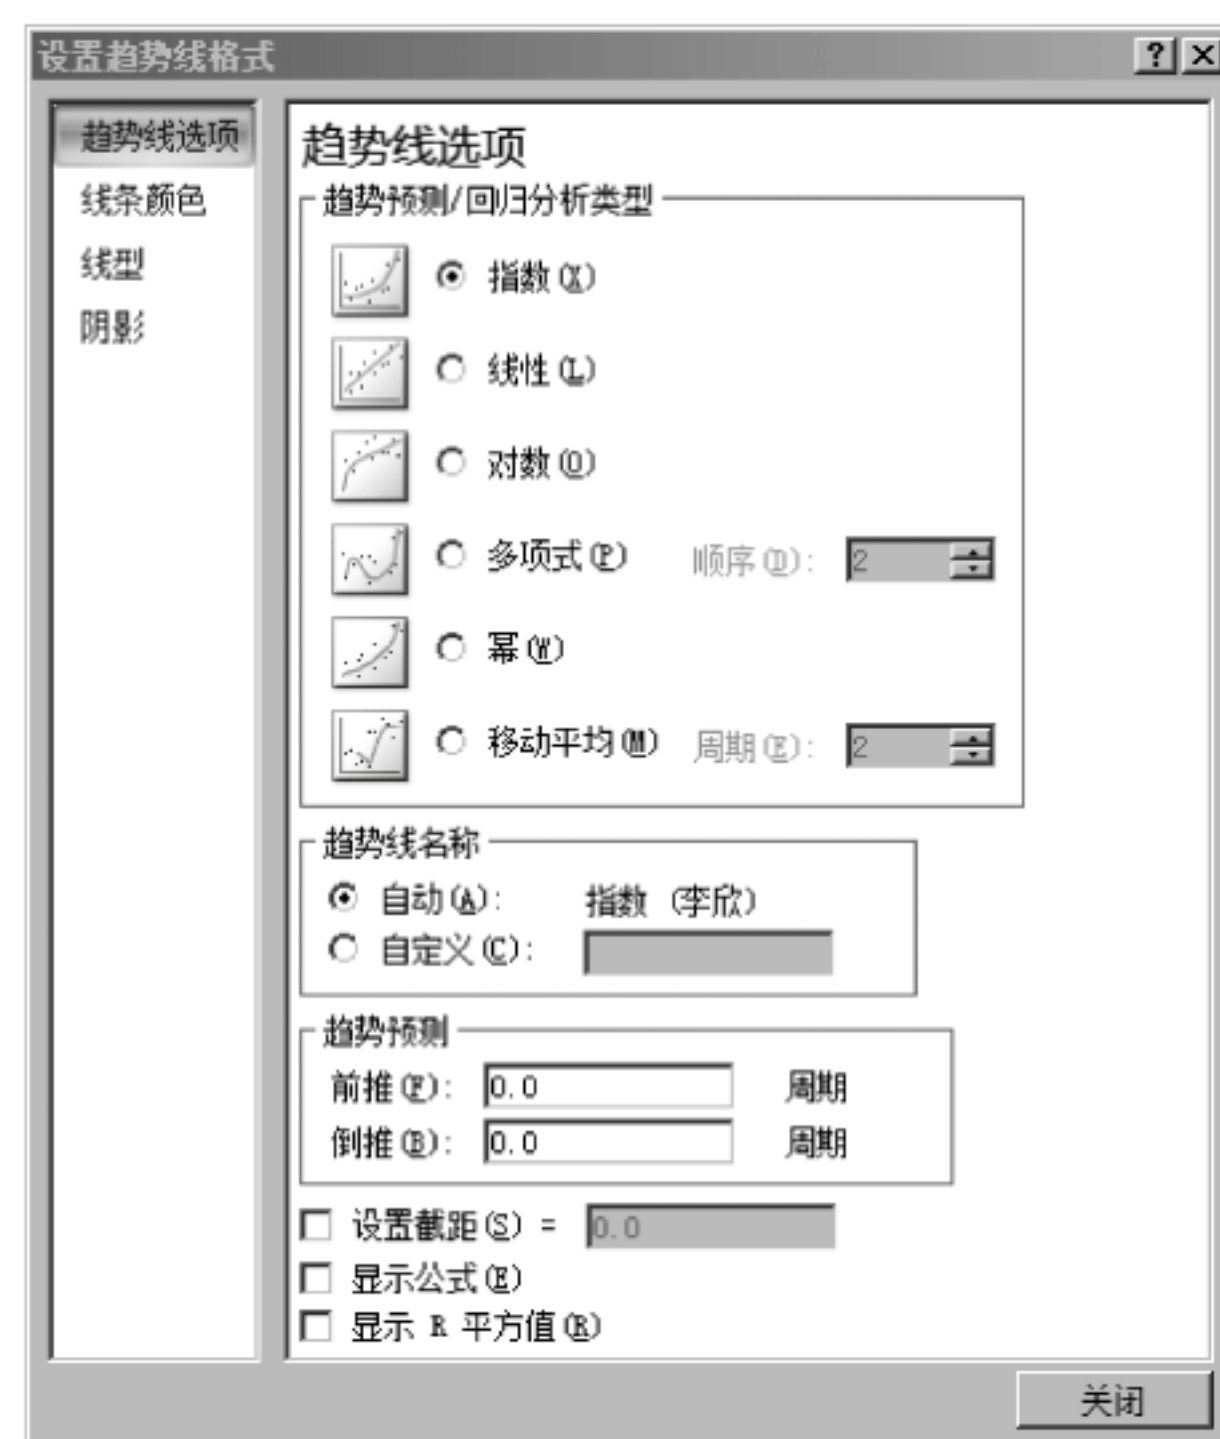 设置趋势线格式
趋势线选项
线条颜色
线型
阴影
趋势线选项
趋势预测/回归分析类型
指数(X)
线性(L)
对数(O)
多项式(P) 顺序(D): 2
幂(W)
移动平均(M) 周期(E): 2
趋势线名称
自动(A): 指数 (李欣)
自定义(C):
趋势预测
前推(F): 0.0 周期
倒推(B): 0.0 周期
设置截距(S) = 0.0
显示公式(E)
显示 R 平方值(R)
关闭